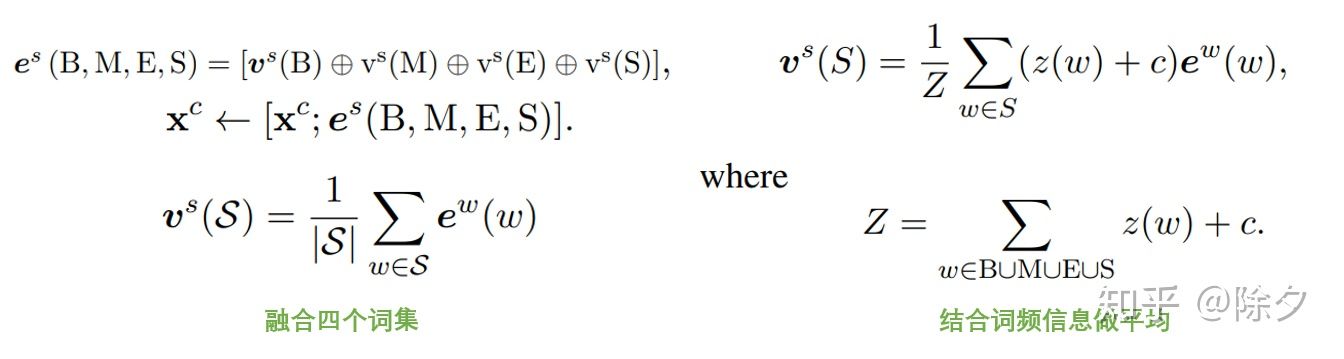 e^s (B, M, E, S) = [v^s(B) ⊕ v^s(M) ⊕ v^s(E) ⊕ v^s(S)],
x^c ← [x^c; e^s(B, M, E, S)].
v^s(𝒮) = 1/|𝒮| ∑_{w∈𝒮} e^w(w)
融合四个词集
v^s(S) = 1/Z ∑_{w∈S} (z(w) + c)e^w(w),
where
Z = ∑_{w∈B∪M∪E∪S} z(w) + c.
结合词频信息做平均
知乎 @除夕